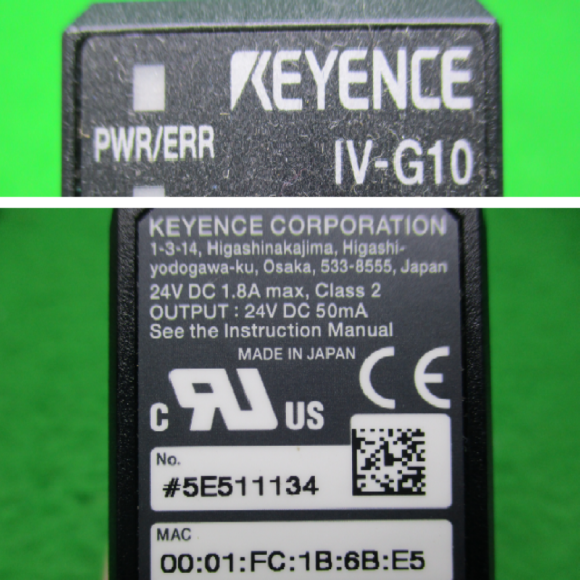 KEYENCE
PWR/ERR
IV-G10
KEYENCE CORPORATION
1-3-14, Higashinakajima, Higashi-
yodogawa-ku, Osaka, 533-8555, Japan
24V DC 1.8A max, Class 2
OUTPUT : 24V DC 50mA
See the Instruction Manual
MADE IN JAPAN
CE
c RU US
No.
#5E511134
MAC
00:01:FC:1B:6B:E5